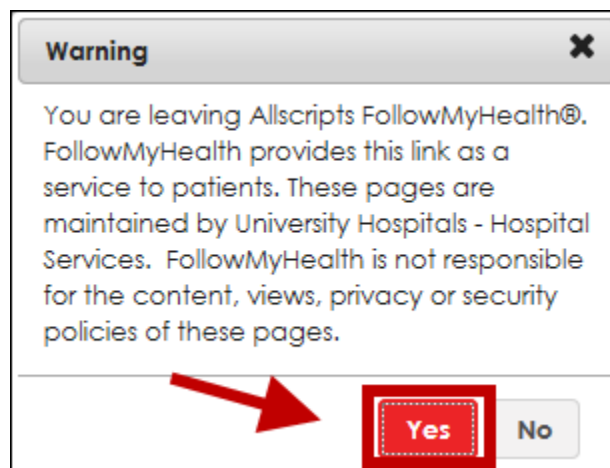 Warning
You are leaving Allscripts FollowMyHealth®.
FollowMyHealth provides this link as a
service to patients. These pages are
maintained by University Hospitals - Hospital
Services. FollowMyHealth is not responsible
for the content, views, privacy or security
policies of these pages.
Yes No